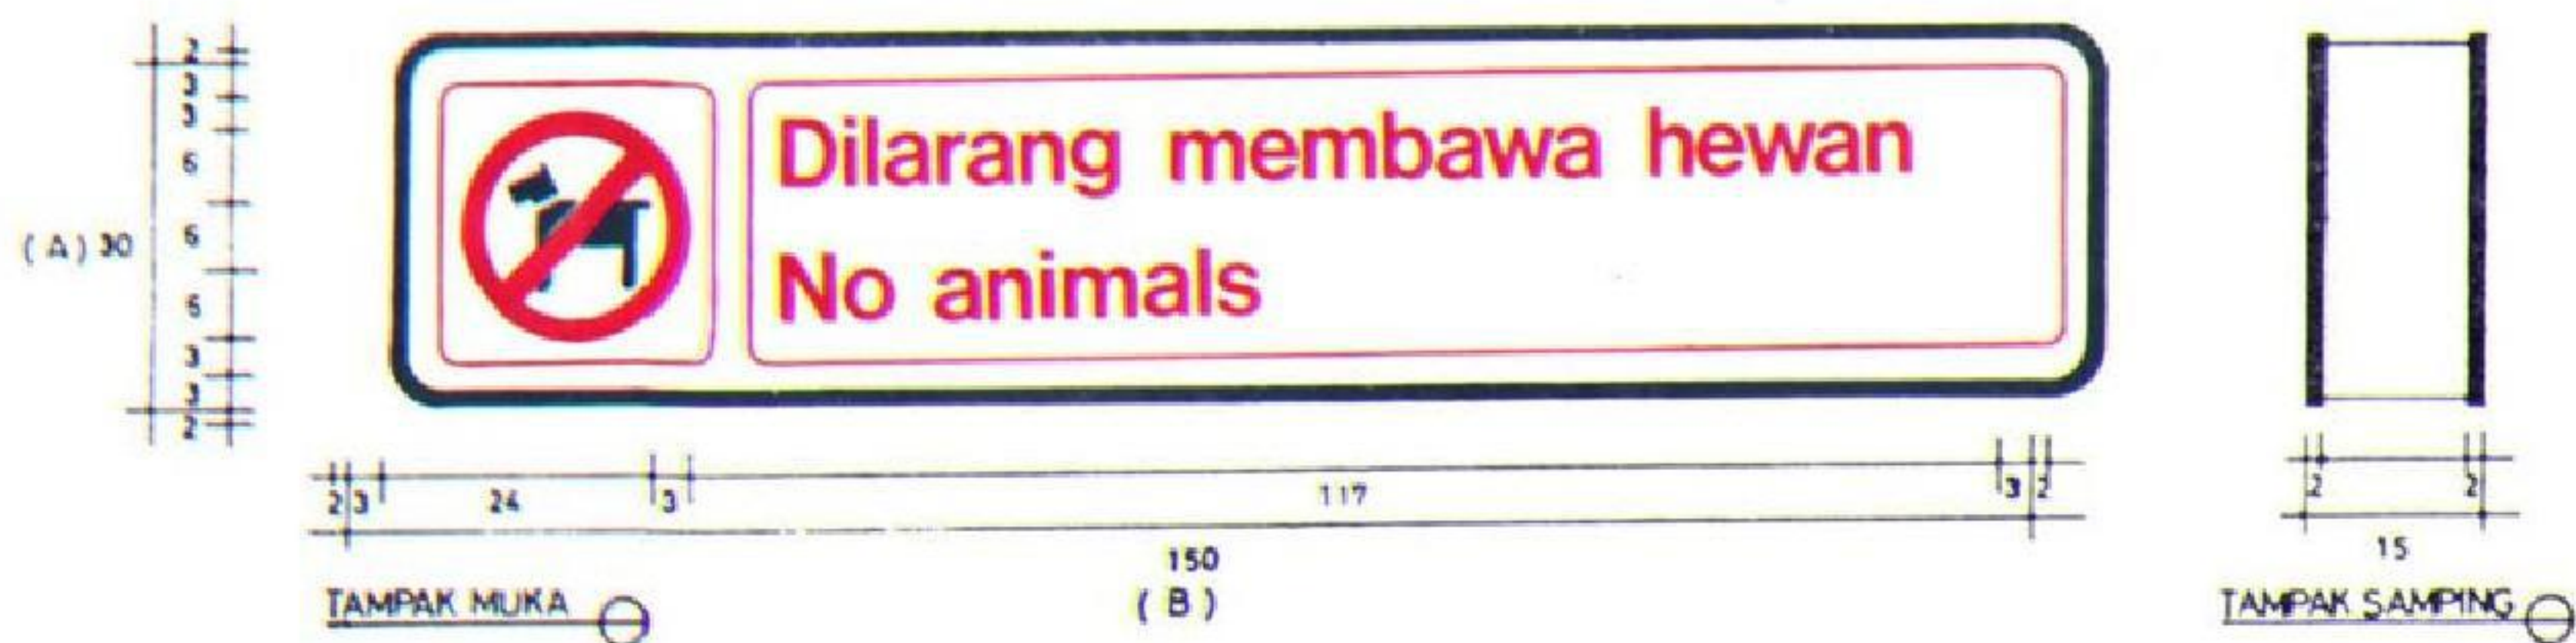 Dilarang membawa hewan
No animals
2
3
3
6
6
6
3
3
2
(A) 30
2 3 24 3 117 3 2
150
(B)
TAMPAK MUKA
2 2
15
TAMPAK SAMPING